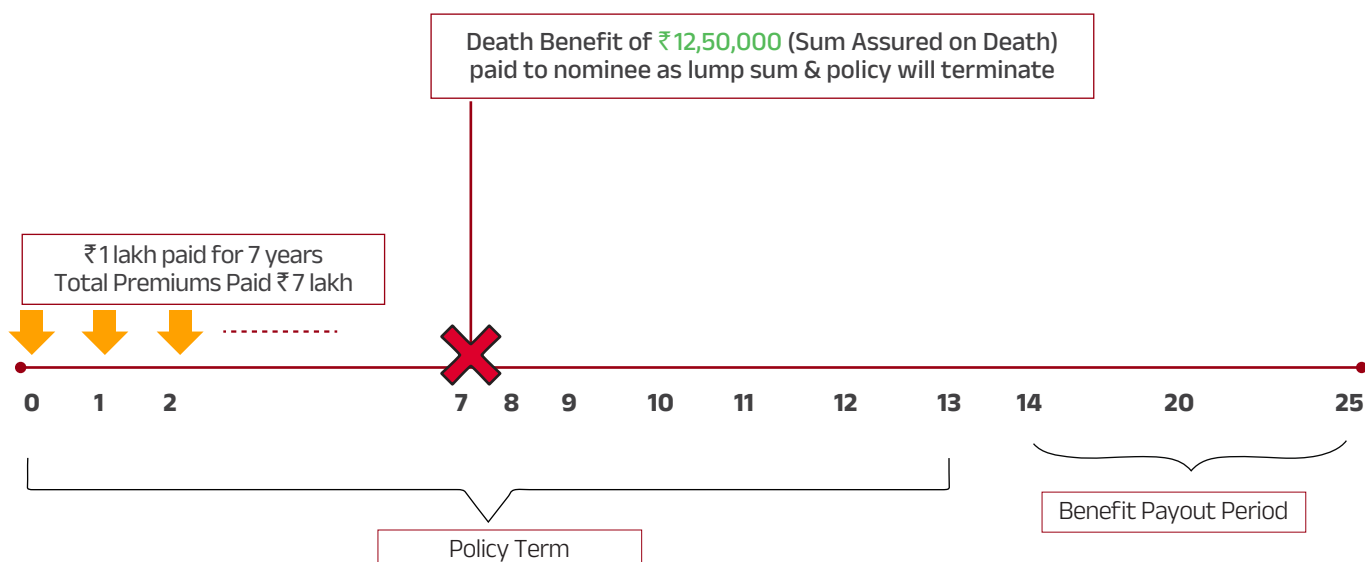 Death Benefit of ₹12,50,000 (Sum Assured on Death)
paid to nominee as lump sum & policy will terminate
₹1 lakh paid for 7 years
Total Premiums Paid ₹7 lakh
0 1 2 7 8 9 10 11 12 13 14 20 25
Benefit Payout Period
Policy Term